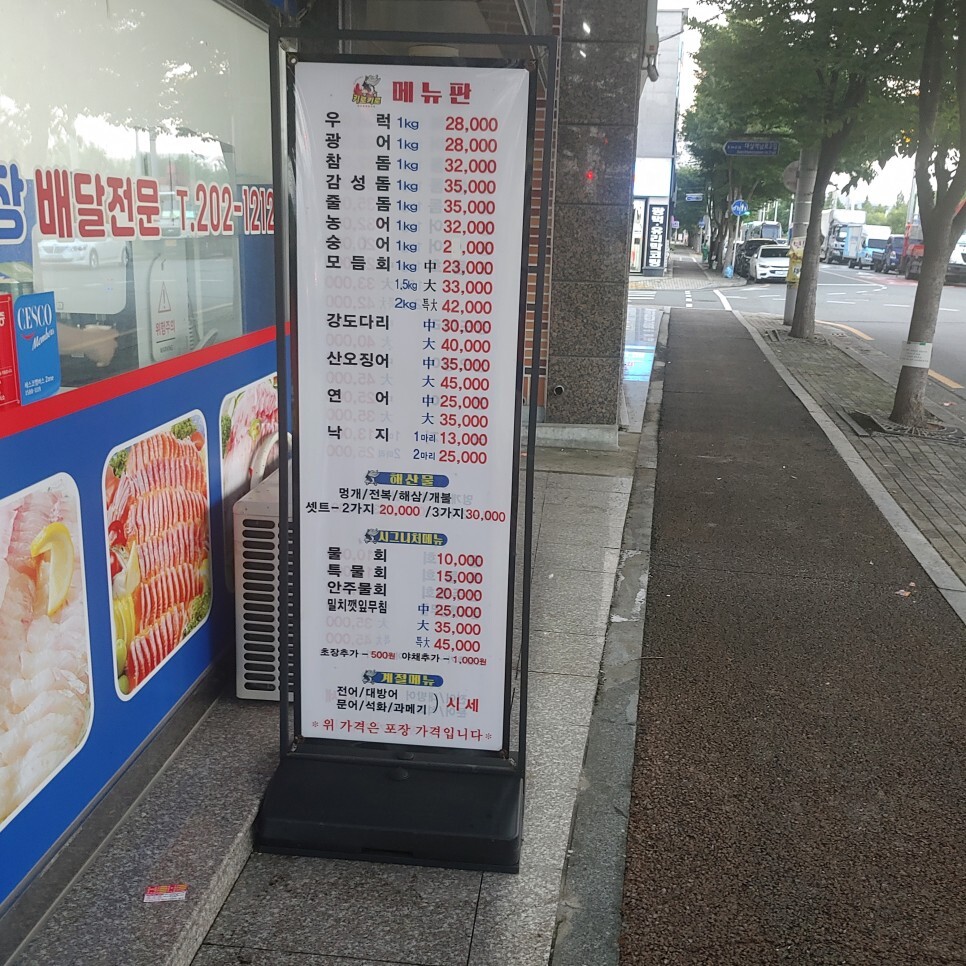 메뉴판
우럭 1kg 28,000
광어 1kg 28,000
참돔 1kg 32,000
감성돔 1kg 35,000
줄돔 1kg 35,000
농어 1kg 32,000
숭어 1kg ,000
모듬회 1kg 中 23,000
1.5kg 大 33,000
2kg 특大 42,000
강도다리 中 30,000
大 40,000
산오징어 中 35,000
大 45,000
연어 中 25,000
大 35,000
낙지 1마리 13,000
2마리 25,000
해산물
멍개/전복/해삼/개불
셋트-2가지 20,000 /3가지 30,000
시그니처메뉴
물회 10,000
특물회 15,000
안주물회 20,000
밀치깻잎무침 中 25,000
大 35,000
특大 45,000
초장추가 - 500원 야채추가 - 1,000원
계절메뉴
전어/대방어
문어/석화/과메기 ) 시세
*위 가격은 포장 가격입니다*
장 배달전문 T.202-1212
CESCO
Members